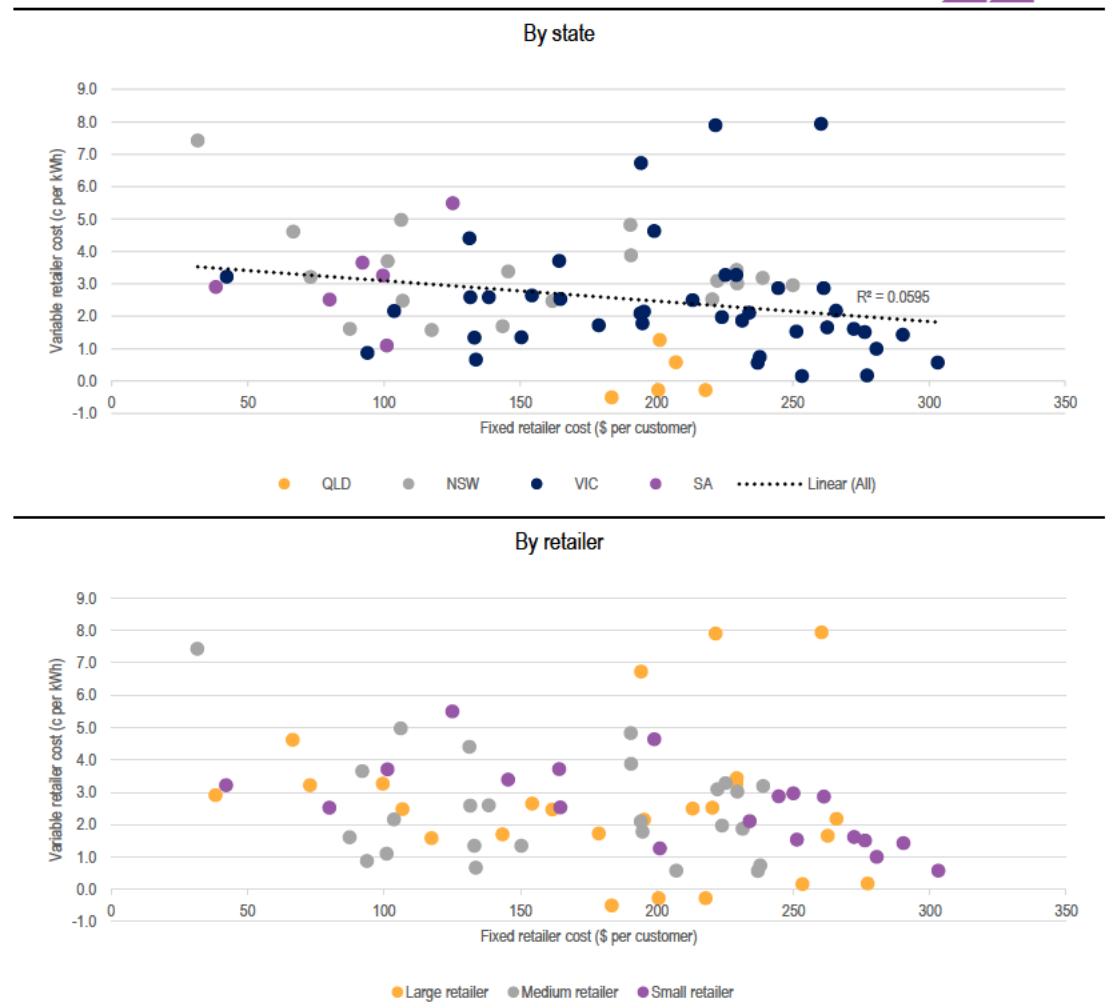 By state
9.0
8.0
7.0
6.0
5.0
4.0
3.0
2.0
1.0
0.0
-1.0
Variable retailer cost (c per kWh)
R² = 0.0595
0 50 100 150 200 250 300 350
Fixed retailer cost ($ per customer)
QLD NSW VIC SA Linear (All)
By retailer
9.0
8.0
7.0
6.0
5.0
4.0
3.0
2.0
1.0
0.0
-1.0
Variable retailer cost (c per kWh)
0 50 100 150 200 250 300 350
Fixed retailer cost ($ per customer)
Large retailer Medium retailer Small retailer